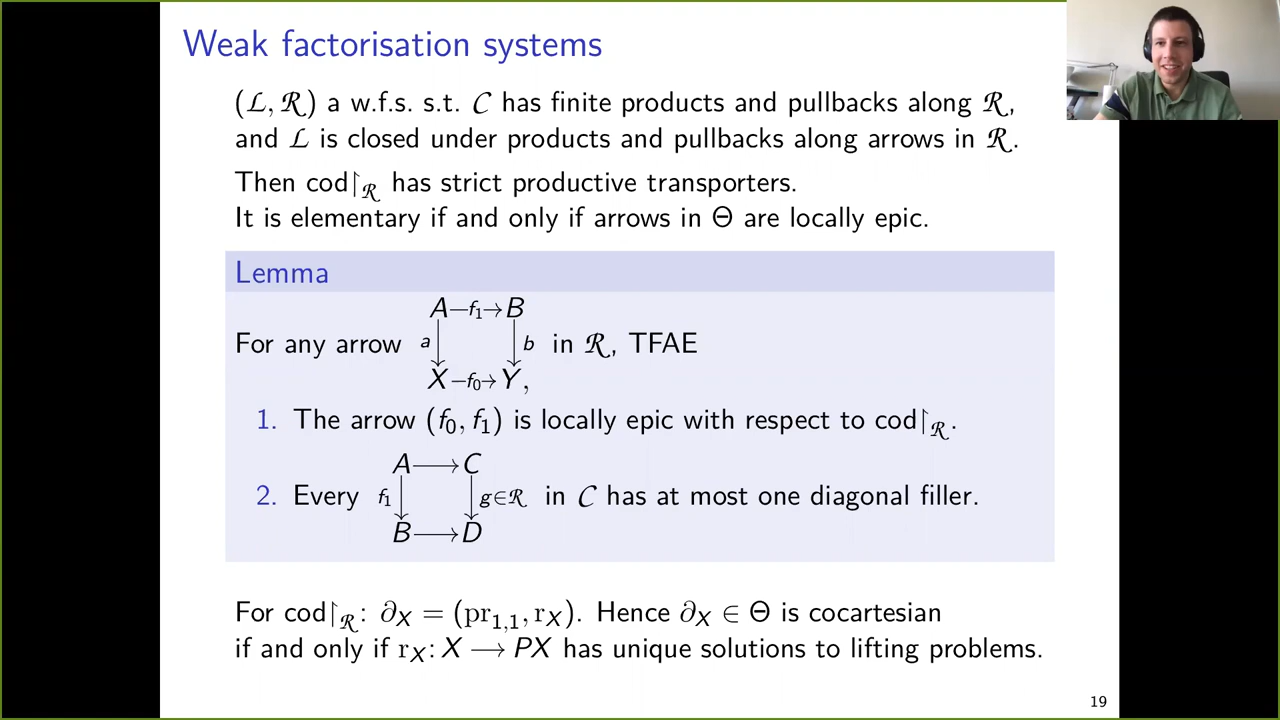 Weak factorisation systems
(ℒ, ℛ) a w.f.s. s.t. 𝒞 has finite products and pullbacks along ℛ,
and ℒ is closed under products and pullbacks along arrows in ℛ.
Then cod↾ℛ has strict productive transporters.
It is elementary if and only if arrows in Θ are locally epic.
Lemma
A —f₁→ B
For any arrow a ↓ ↓ b in ℛ, TFAE
X —f₀→ Y,
1. The arrow (f₀, f₁) is locally epic with respect to cod↾ℛ.
A ⟶ C
2. Every f₁ ↓ ↓ g∈ℛ in 𝒞 has at most one diagonal filler.
B ⟶ D
For cod↾ℛ: ∂X = (pr₁,₁, rX). Hence ∂X ∈ Θ is cocartesian
if and only if rX: X ⟶ PX has unique solutions to lifting problems.
19